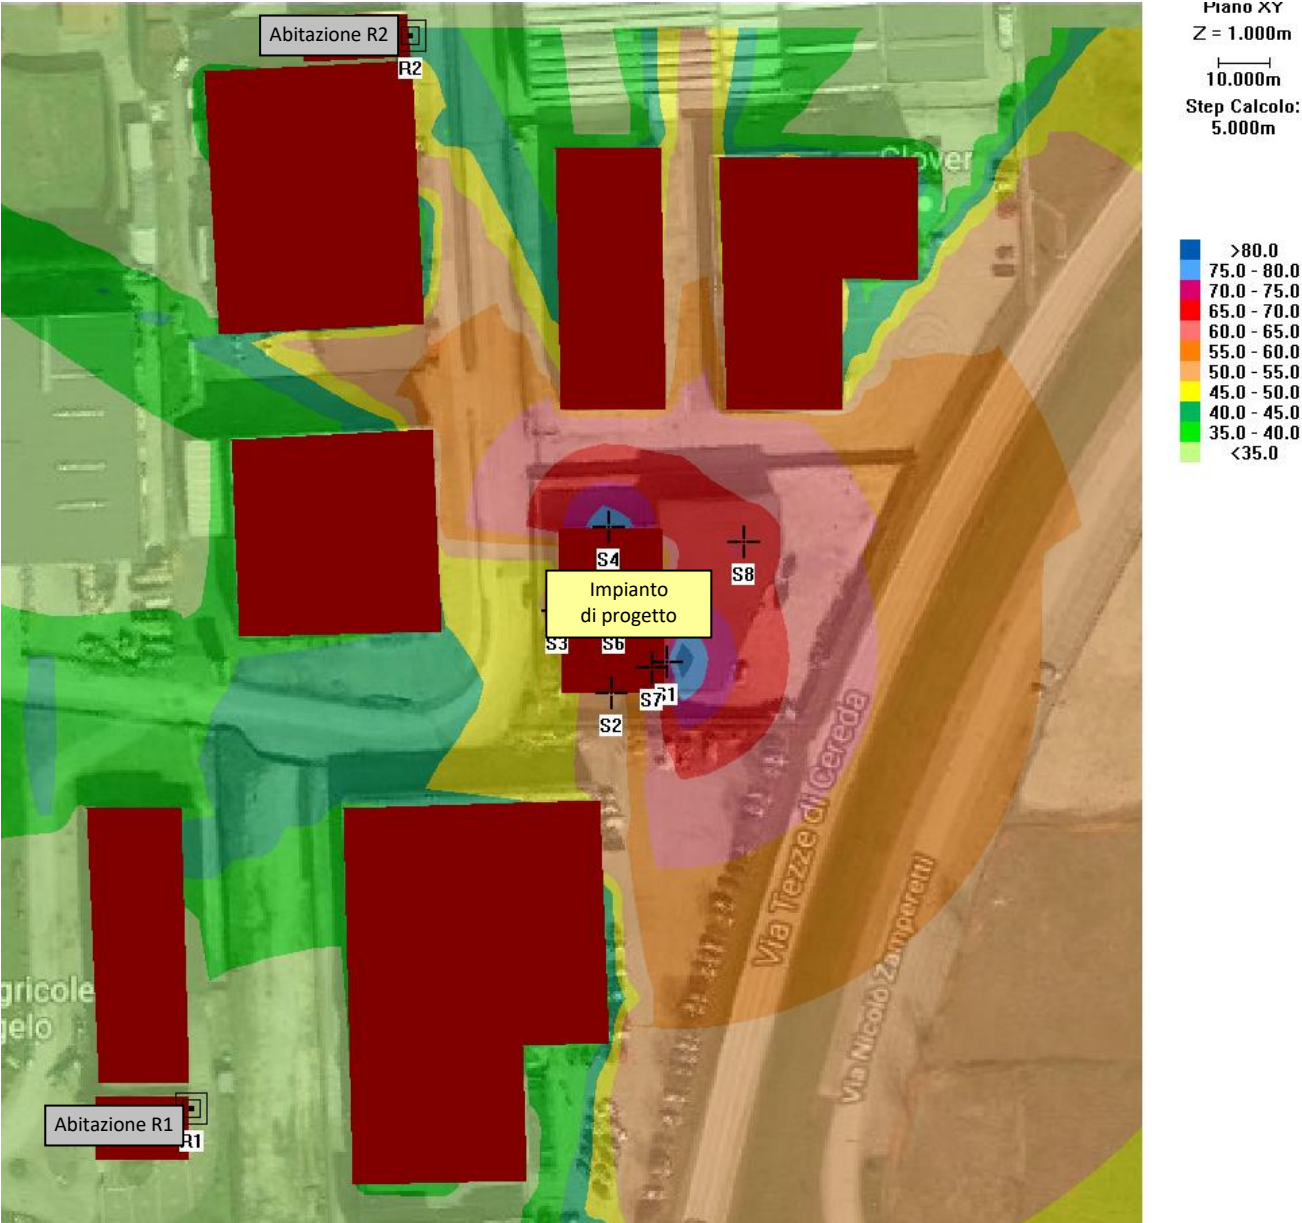 Piano XY
Z = 1.000m
10.000m
Step Calcolo:
5.000m
>80.0
75.0 - 80.0
70.0 - 75.0
65.0 - 70.0
60.0 - 65.0
55.0 - 60.0
50.0 - 55.0
45.0 - 50.0
40.0 - 45.0
35.0 - 40.0
<35.0
Abitazione R2
R2
Clover
S4
S8
Impianto
di progetto
S3
S6
S7
S1
S2
Via Tezze di Cereda
Via Nicolò Zamperetti
gricole
gelo
Abitazione R1
R1